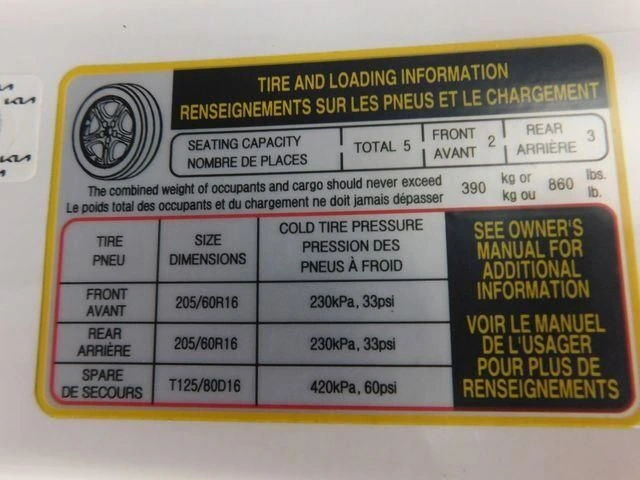 TIRE AND LOADING INFORMATION
RENSEIGNEMENTS SUR LES PNEUS ET LE CHARGEMENT
SEATING CAPACITY
NOMBRE DE PLACES
TOTAL 5
FRONT
AVANT
2
REAR
ARRIÈRE
3
The combined weight of occupants and cargo should never exceed
Le poids total des occupants et du chargement ne doit jamais dépasser
390 kg or
kg ou
860 lbs.
lb.
TIRE
PNEU
SIZE
DIMENSIONS
COLD TIRE PRESSURE
PRESSION DES
PNEUS À FROID
FRONT
AVANT
205/60R16
230kPa, 33psi
REAR
ARRIÈRE
205/60R16
230kPa, 33psi
SPARE
DE SECOURS
T125/80D16
420kPa, 60psi
SEE OWNER'S
MANUAL FOR
ADDITIONAL
INFORMATION
VOIR LE MANUEL
DE L'USAGER
POUR PLUS DE
RENSEIGNEMENTS